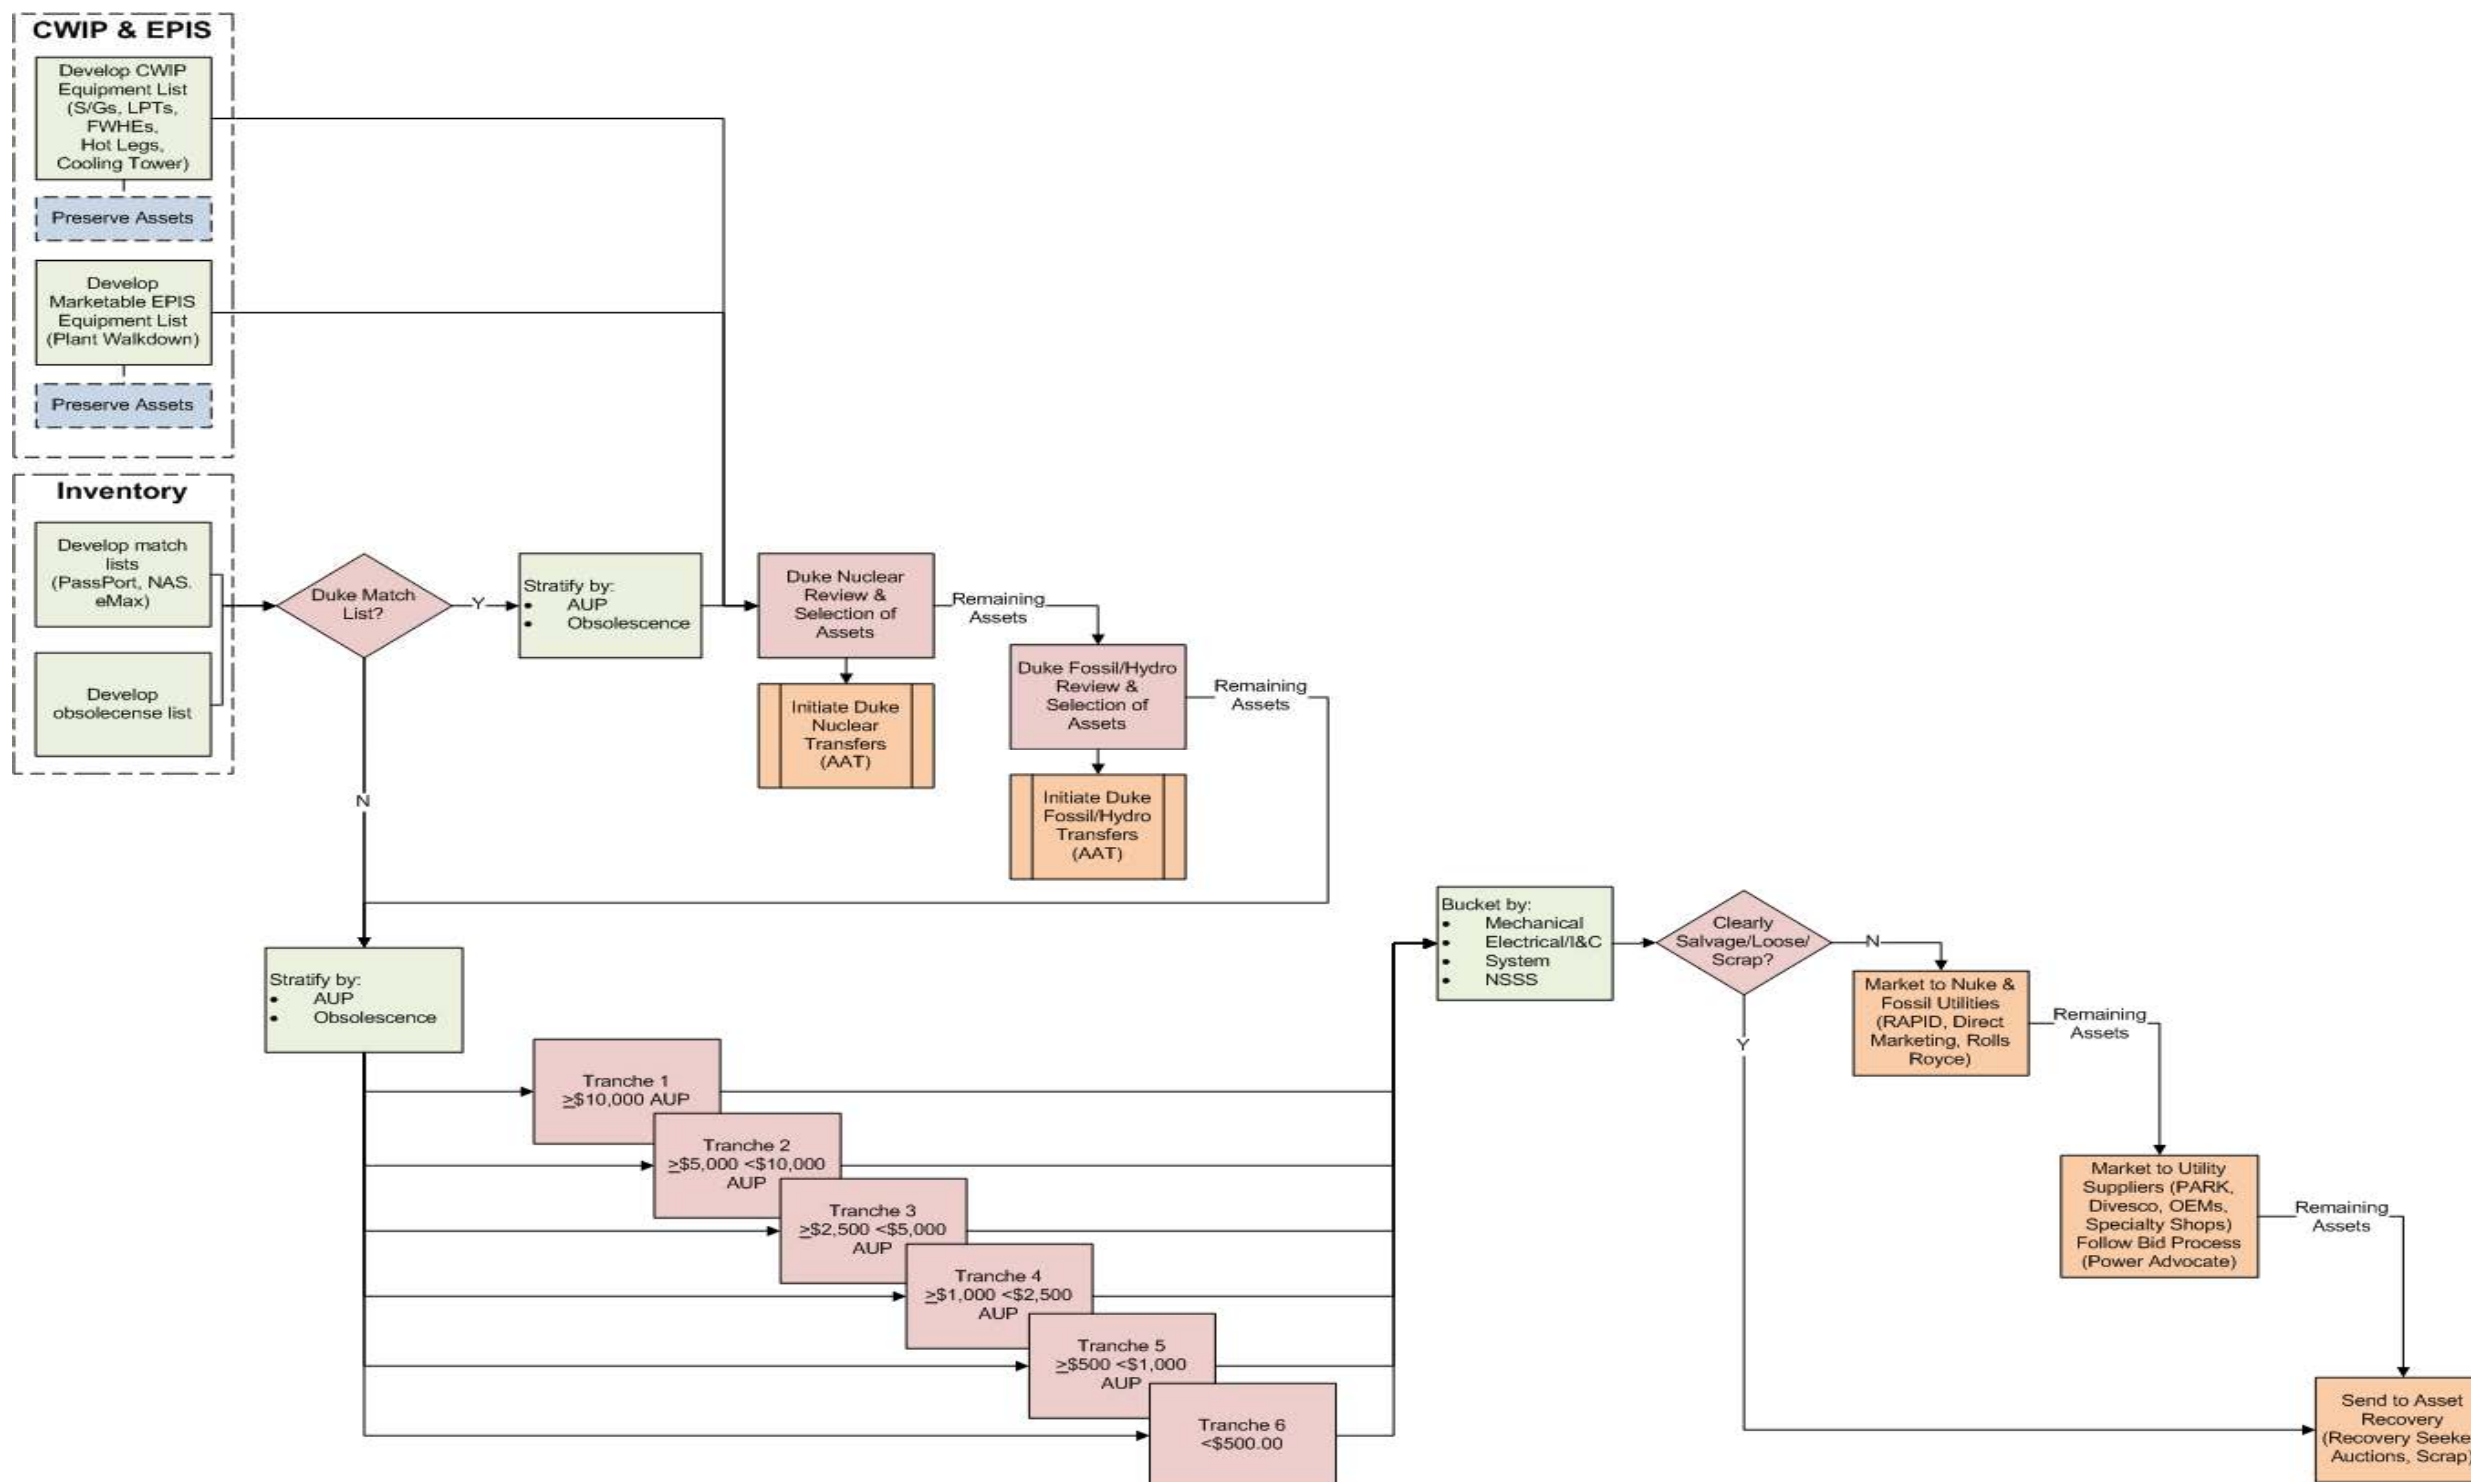 CWIP & EPIS
Develop CWIP
Equipment List
(S/Gs, LPTs,
FWHEs,
Hot Legs,
Cooling Tower)
Preserve Assets
Develop
Marketable EPIS
Equipment List
(Plant Walkdown)
Preserve Assets
Inventory
Develop match
lists
(PassPort, NAS.
eMax)
Develop
obsolecense list
Duke Match
List?
Y
N
Stratify by:
• AUP
• Obsolescence
Duke Nuclear
Review &
Selection of
Assets
Remaining
Assets
Initiate Duke
Nuclear
Transfers
(AAT)
Duke Fossil/Hydro
Review &
Selection of
Assets
Remaining
Assets
Initiate Duke
Fossil/Hydro
Transfers
(AAT)
Stratify by:
• AUP
• Obsolescence
Tranche 1
≥$10,000 AUP
Tranche 2
≥$5,000 <$10,000
AUP
Tranche 3
≥$2,500 <$5,000
AUP
Tranche 4
≥$1,000 <$2,500
AUP
Tranche 5
≥$500 <$1,000
AUP
Tranche 6
<$500.00
Bucket by:
• Mechanical
• Electrical/I&C
• System
• NSSS
Clearly
Salvage/Loose/
Scrap?
N
Y
Market to Nuke &
Fossil Utilities
(RAPID, Direct
Marketing, Rolls
Royce)
Remaining
Assets
Market to Utility
Suppliers (PARK,
Divesco, OEMs,
Specialty Shops)
Follow Bid Process
(Power Advocate)
Remaining
Assets
Send to Asset
Recovery
(Recovery Seeke
Auctions, Scrap)